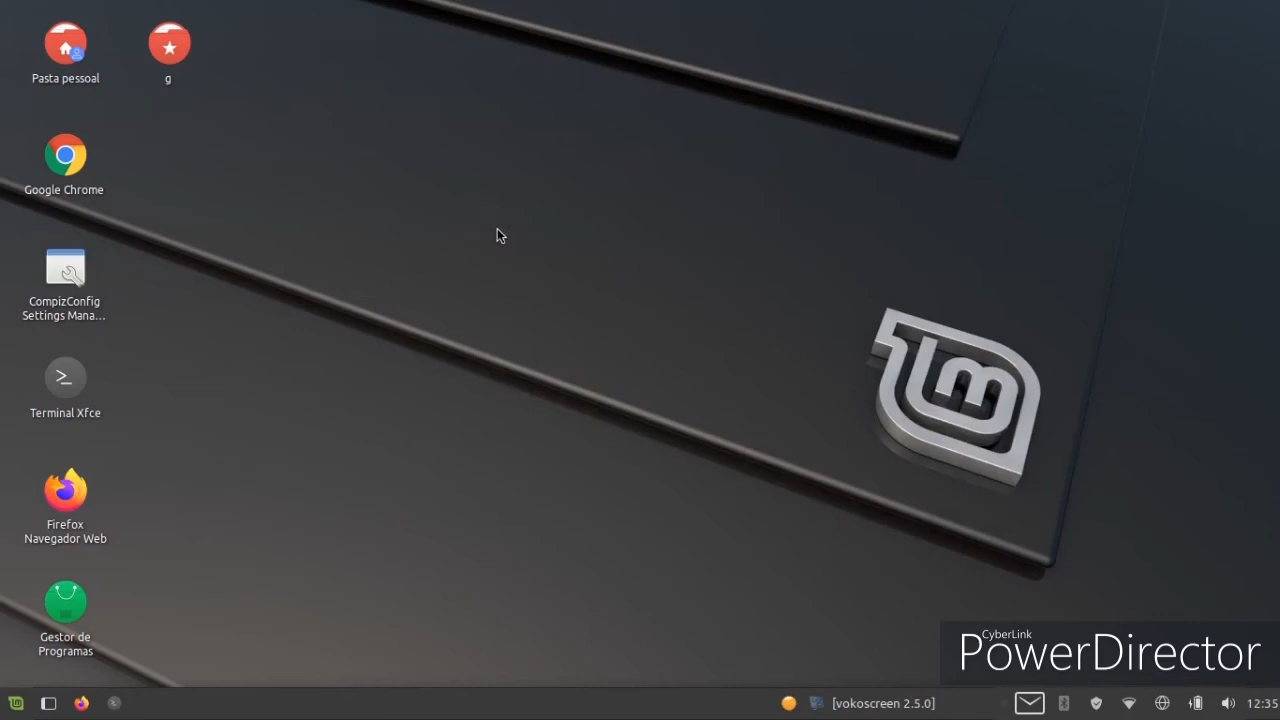 Pasta pessoal
g
Google Chrome
CompizConfig
Settings Mana...
Terminal Xfce
Firefox
Navegador Web
Gestor de
Programas
lm
CyberLink
PowerDirector
[vokoscreen 2.5.0]
12:35